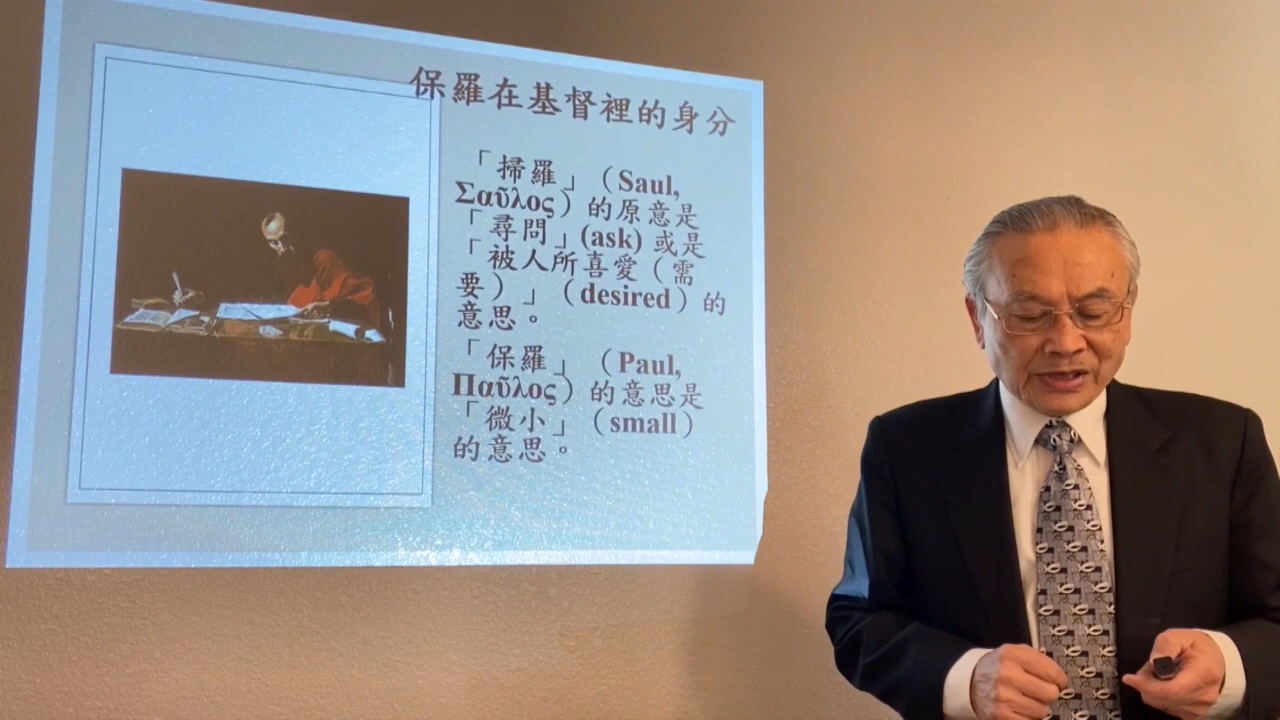 保羅在基督裡的身分
「掃羅」（Saul,
Σαῦλος）的原意是
「尋問」(ask) 或是
「被人所喜愛（需
要）」（desired）的
意思。
「保羅」（Paul,
Παῦλος）的意思是
「微小」（small）
的意思。